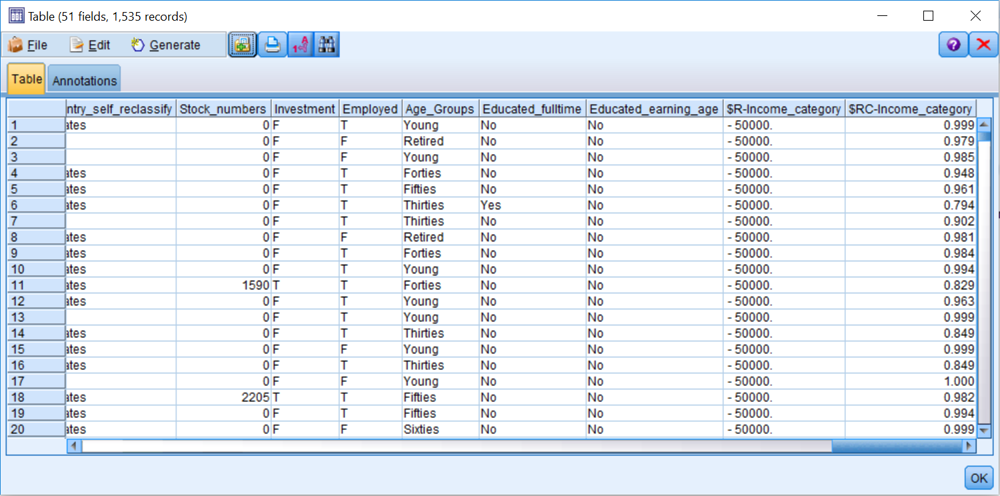 Table (51 fields, 1,535 records)
File Edit Generate
Table Annotations
ntry_self_reclassify Stock_numbers Investment Employed Age_Groups Educated_fulltime Educated_earning_age $R-Income_category $RC-Income_category
1 ates 0 F T Young No No - 50000. 0.999
2 0 F F Retired No No - 50000. 0.979
3 0 F F Young No No - 50000. 0.985
4 ates 0 F T Forties No No - 50000. 0.948
5 ates 0 F T Fifties No No - 50000. 0.961
6 ates 0 F T Thirties Yes No - 50000. 0.794
7 0 F T Thirties No No - 50000. 0.902
8 ates 0 F F Retired No No - 50000. 0.981
9 ates 0 F T Forties No No - 50000. 0.984
10 ates 0 F T Young No No - 50000. 0.994
11 ates 1590 T T Forties No No - 50000. 0.829
12 ates 0 F T Young No No - 50000. 0.963
13 0 F T Young No No - 50000. 0.999
14 ates 0 F T Thirties No No - 50000. 0.849
15 ates 0 F F Young No No - 50000. 0.999
16 ates 0 F T Thirties No No - 50000. 0.849
17 0 F F Young No No - 50000. 1.000
18 ates 2205 T T Fifties No No - 50000. 0.982
19 ates 0 F T Fifties No No - 50000. 0.994
20 ates 0 F F Sixties No No - 50000. 0.999
OK